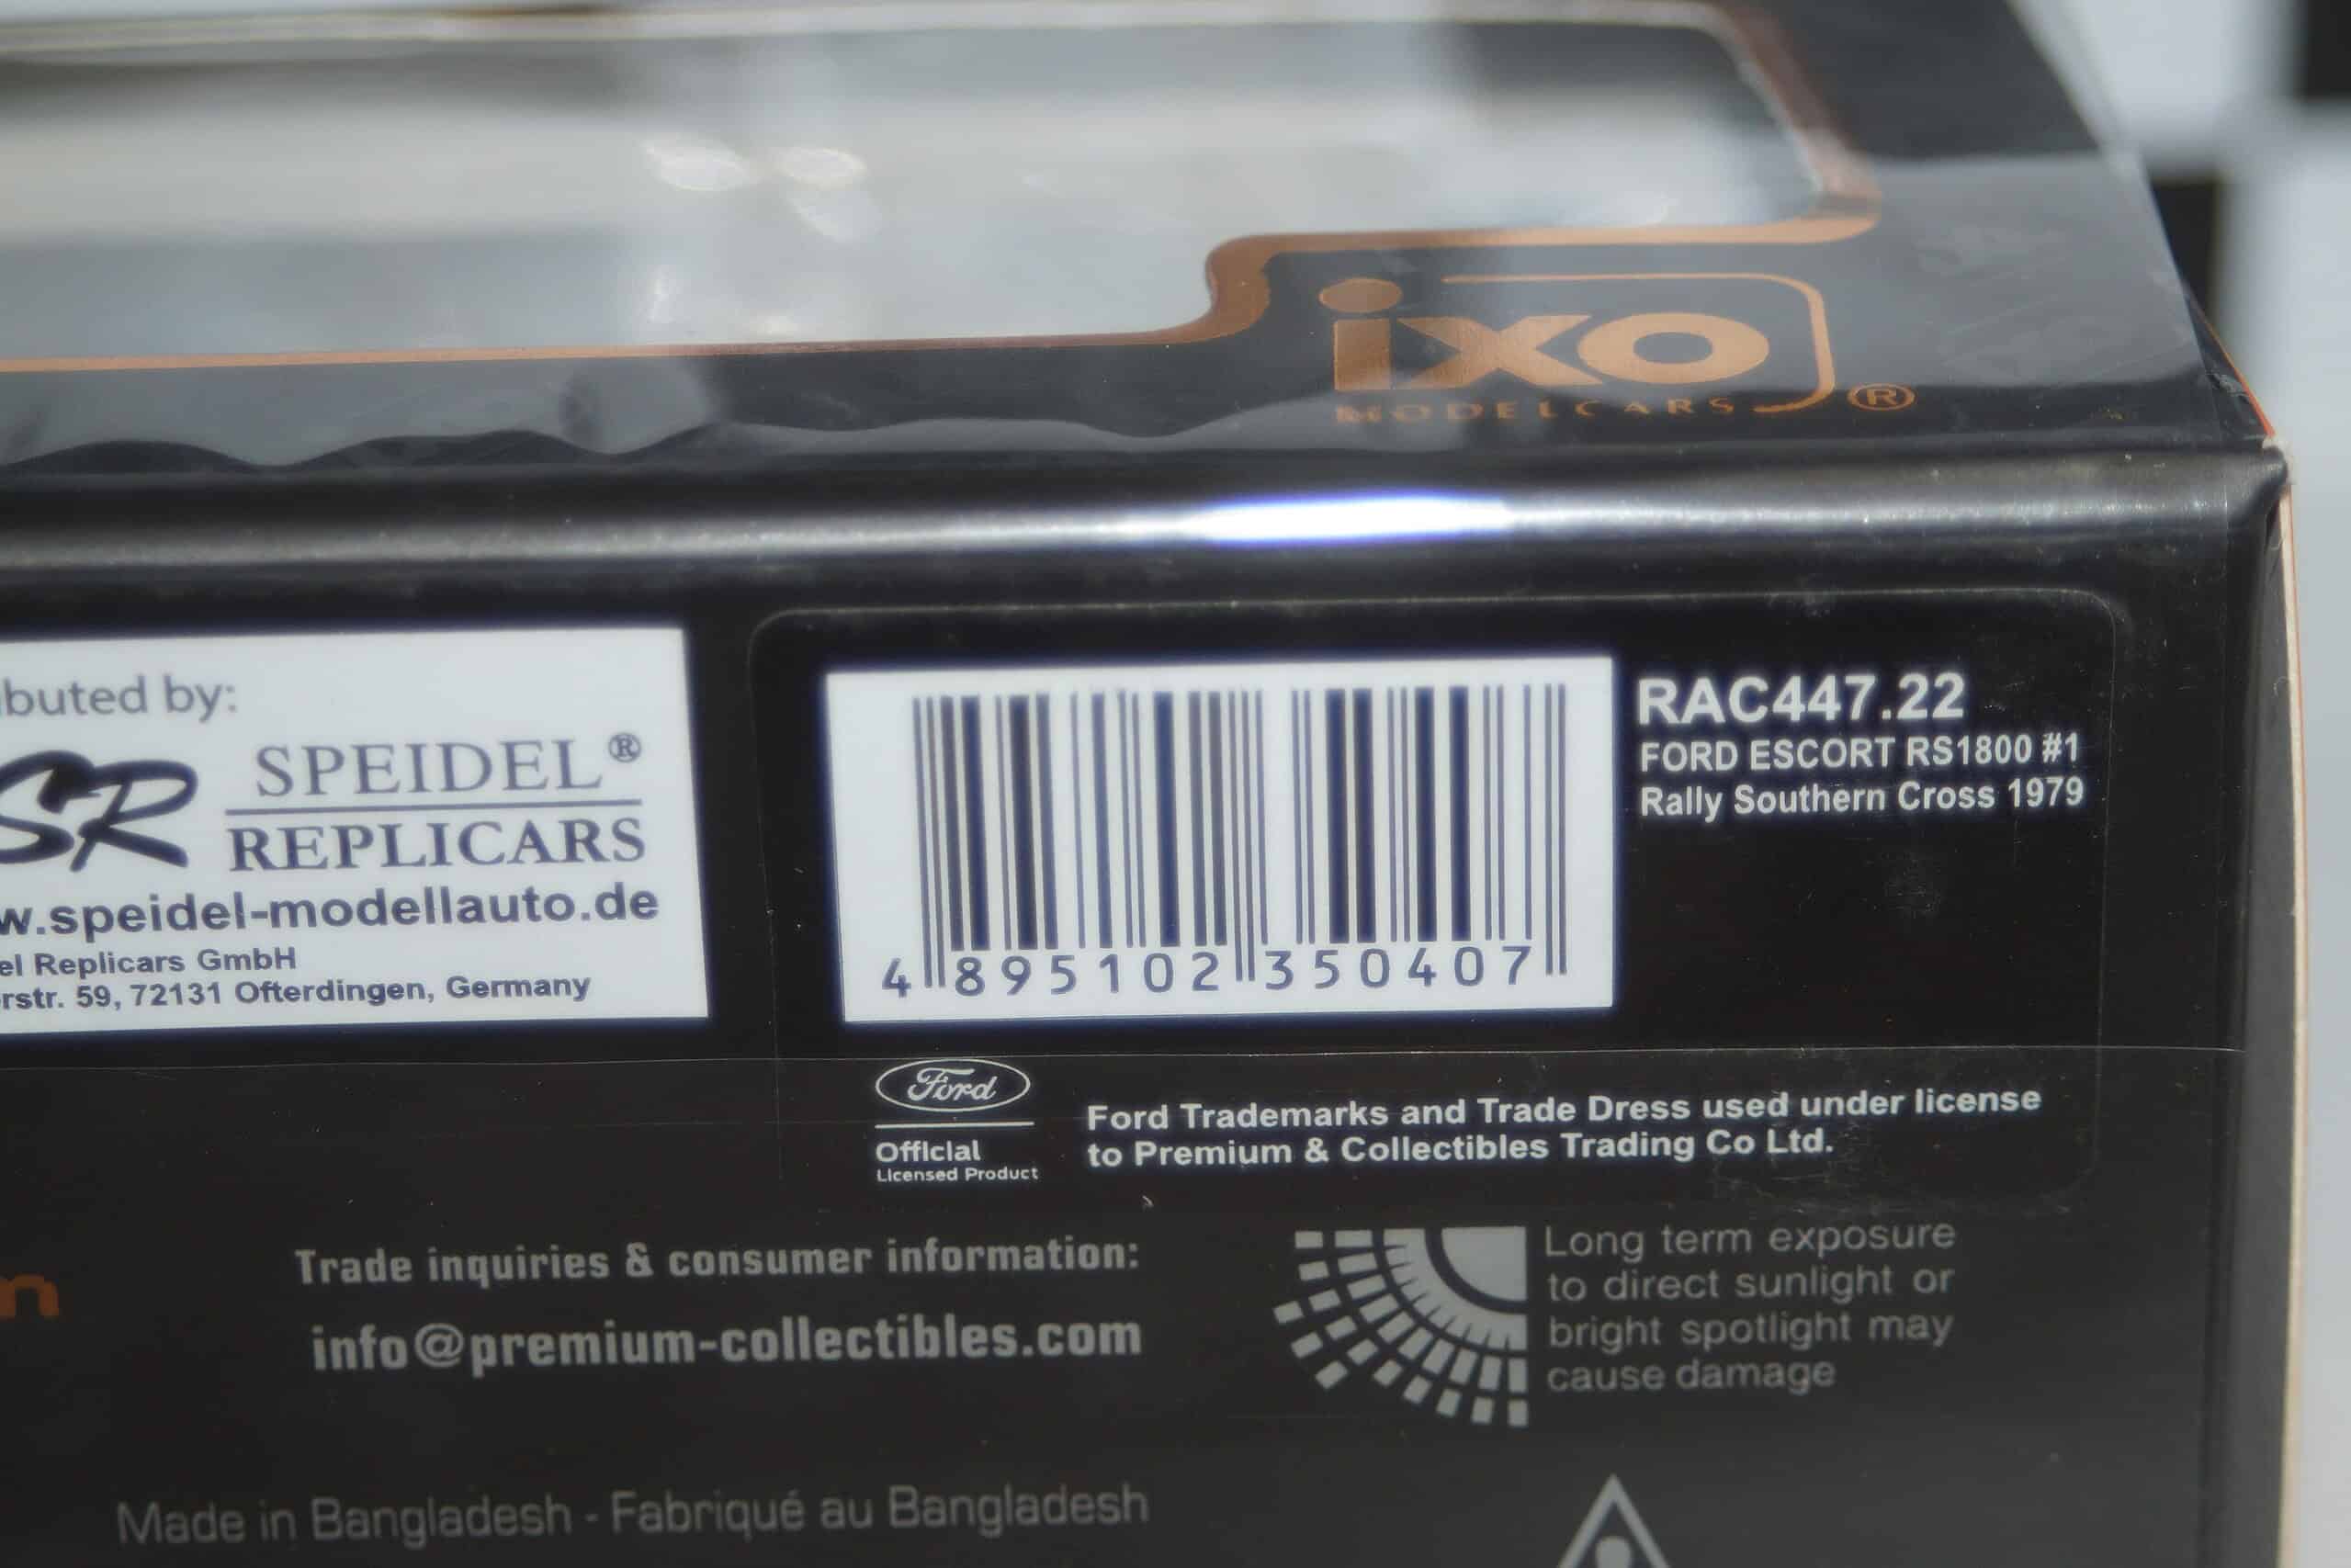 ixo
MODELCARS
®
buted by:
SR SPEIDEL®
REPLICARS
w.speidel-modellauto.de
el Replicars GmbH
rstr. 59, 72131 Ofterdingen, Germany
4 895102 350407
RAC447.22
FORD ESCORT RS1800 #1
Rally Southern Cross 1979
Ford
Official
Licensed Product
Ford Trademarks and Trade Dress used under license
to Premium & Collectibles Trading Co Ltd.
Trade inquiries & consumer information:
info@premium-collectibles.com
Long term exposure
to direct sunlight or
bright spotlight may
cause damage
Made in Bangladesh - Fabriqué au Bangladesh